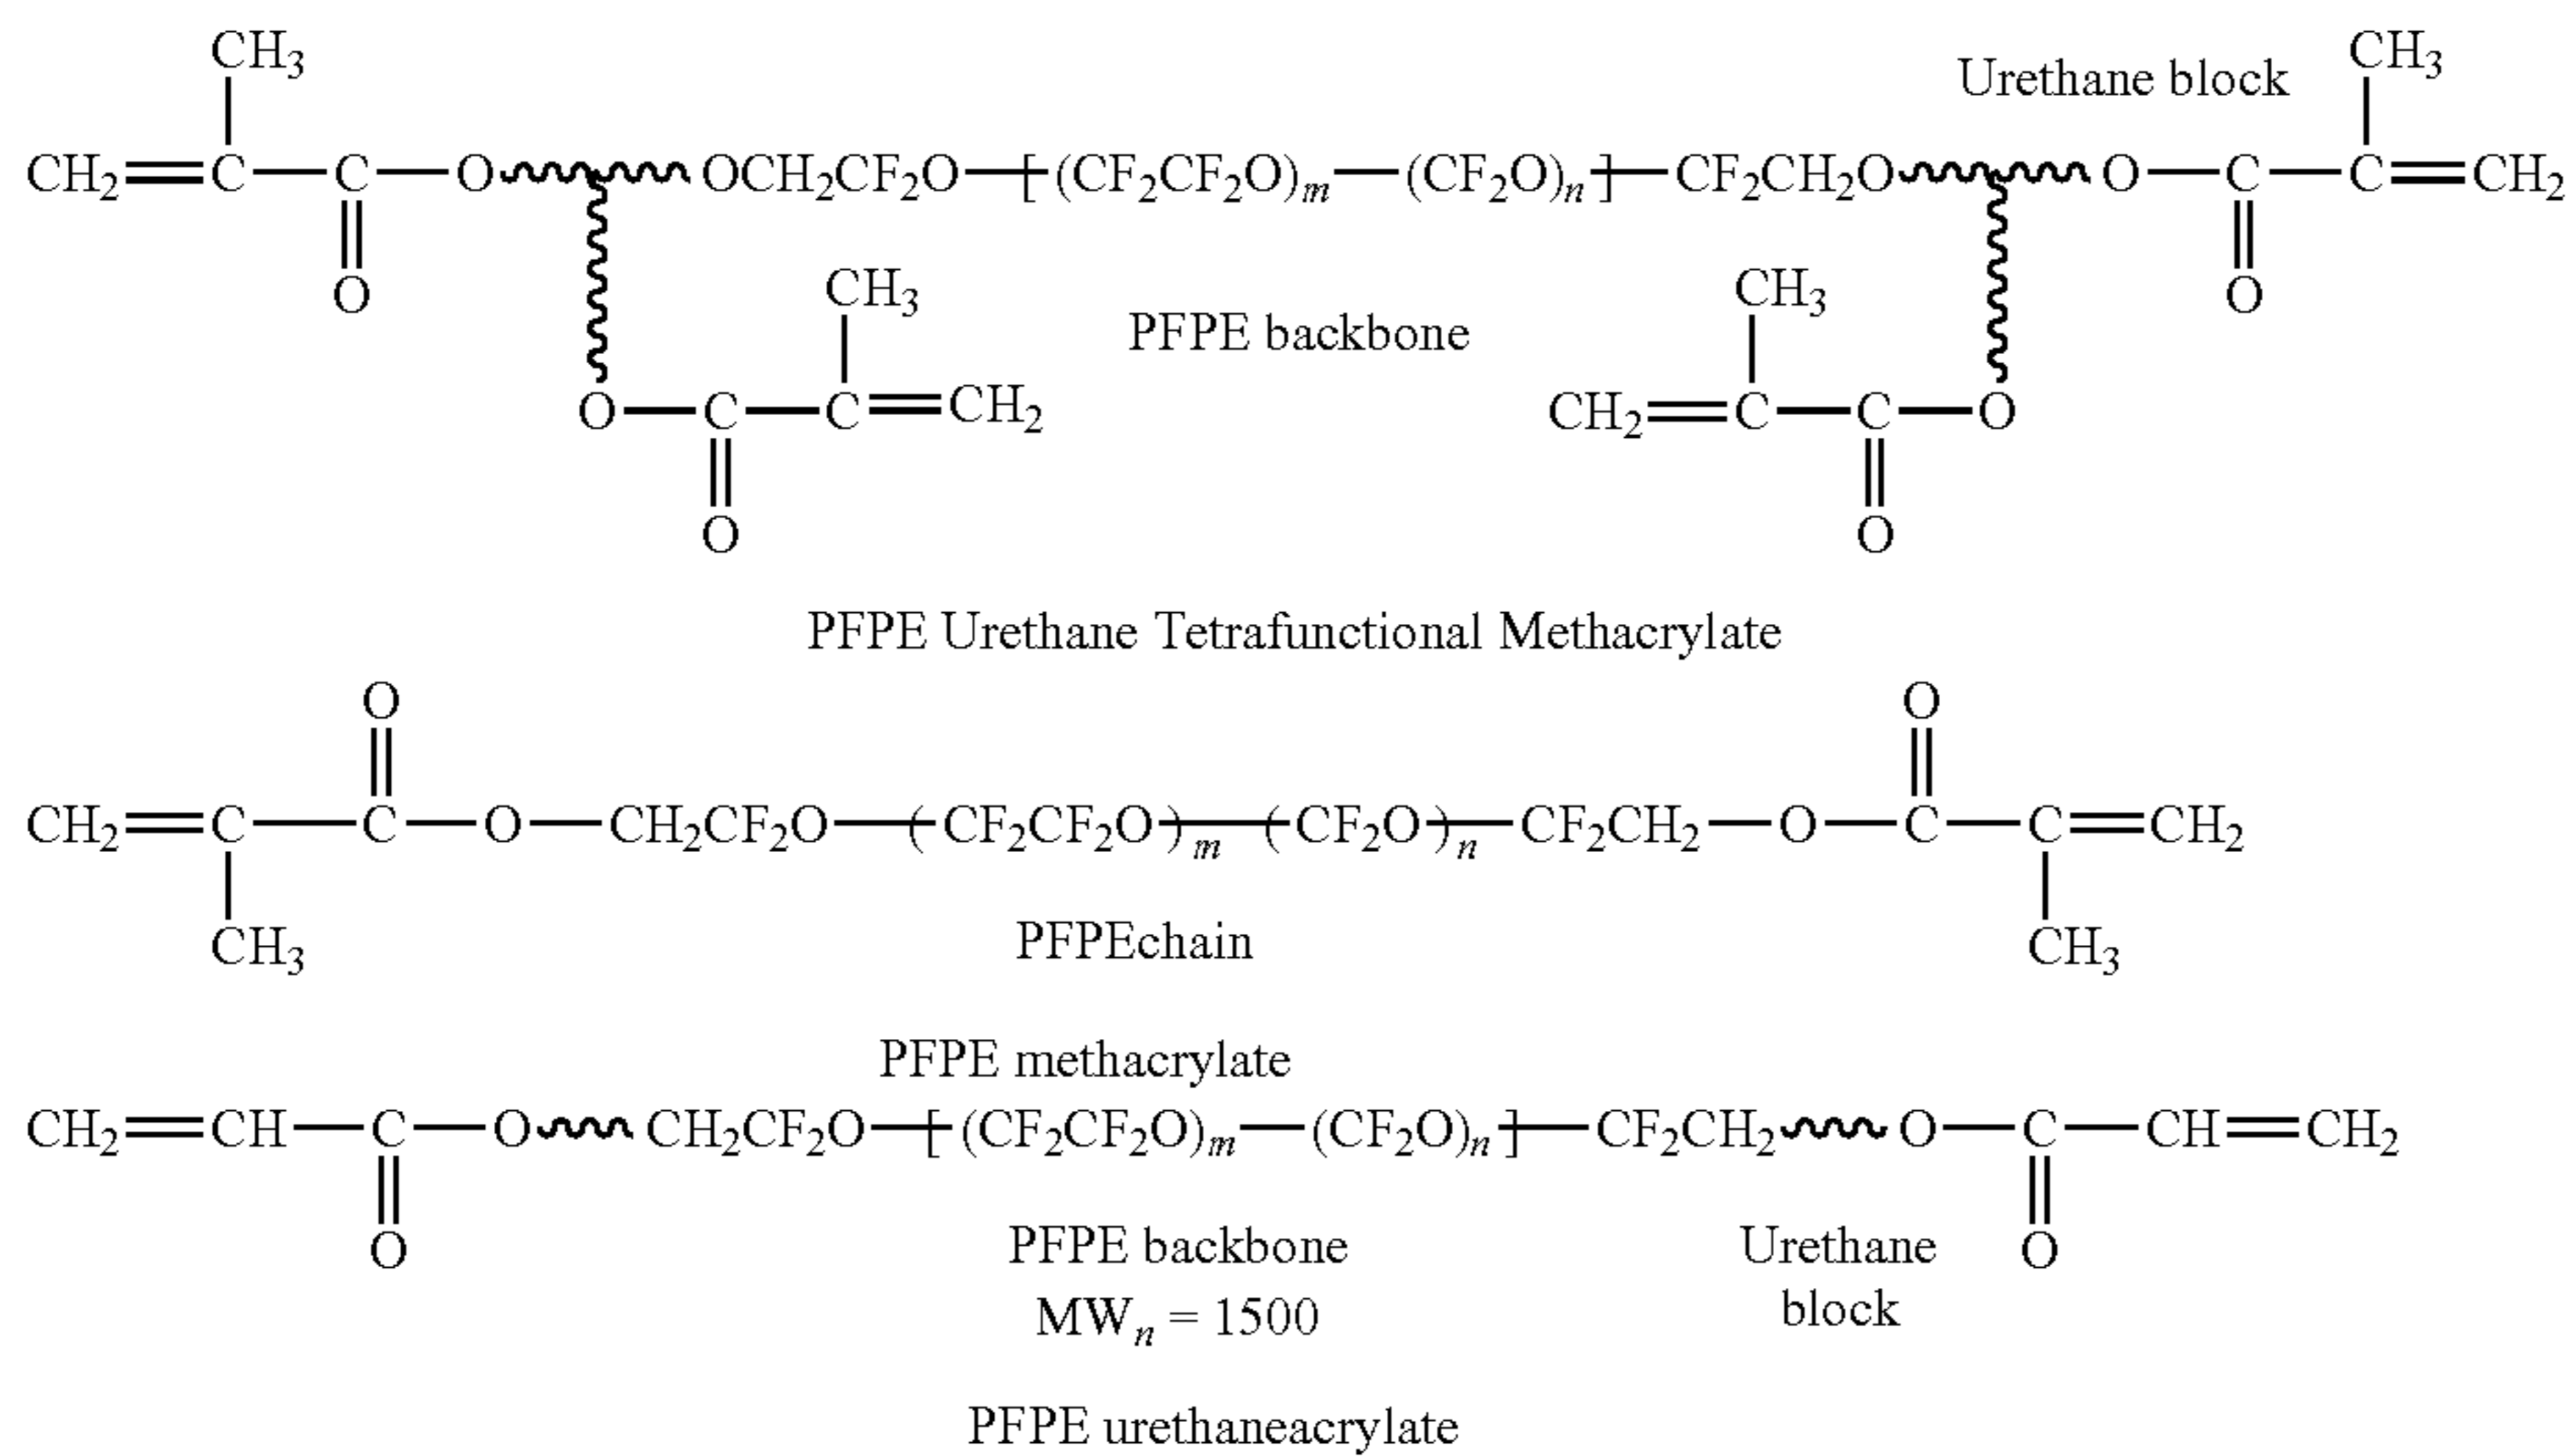 CH3 CH3
Urethane block
CH2=C—C—O OCH2CF2O—[(CF2CF2O)m—(CF2O)n]—CF2CH2O O—C—C=CH2
O O
CH3 CH3
PFPE backbone
O—C—C=CH2 CH2=C—C—O
O O
PFPE Urethane Tetrafunctional Methacrylate
O O
CH2=C—C—O—CH2CF2O—(CF2CF2O)m—(CF2O)n—CF2CH2—O—C—C=CH2
CH3 CH3
PFPEchain
PFPE methacrylate
CH2=CH—C—O CH2CF2O—[(CF2CF2O)m—(CF2O)n]—CF2CH2 O—C—CH=CH2
O O
PFPE backbone Urethane
MWn = 1500 block
PFPE urethaneacrylate